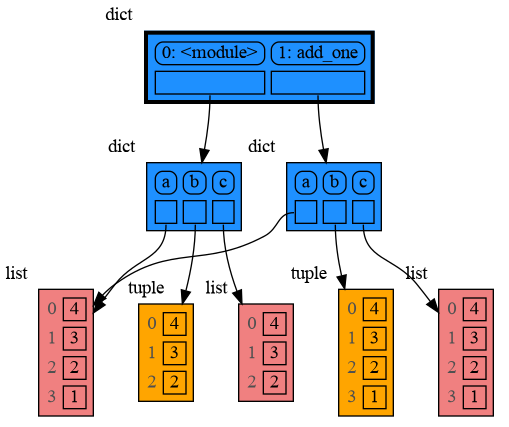 dict
0: <module> 1: add_one
dict dict
a b c a b c
list tuple list tuple list
0 4 0 4 0 4 0 4 0 4
1 3 1 3 1 3 1 3 1 3
2 2 2 2 2 2 2 2 2 2
3 1 3 1 3 1